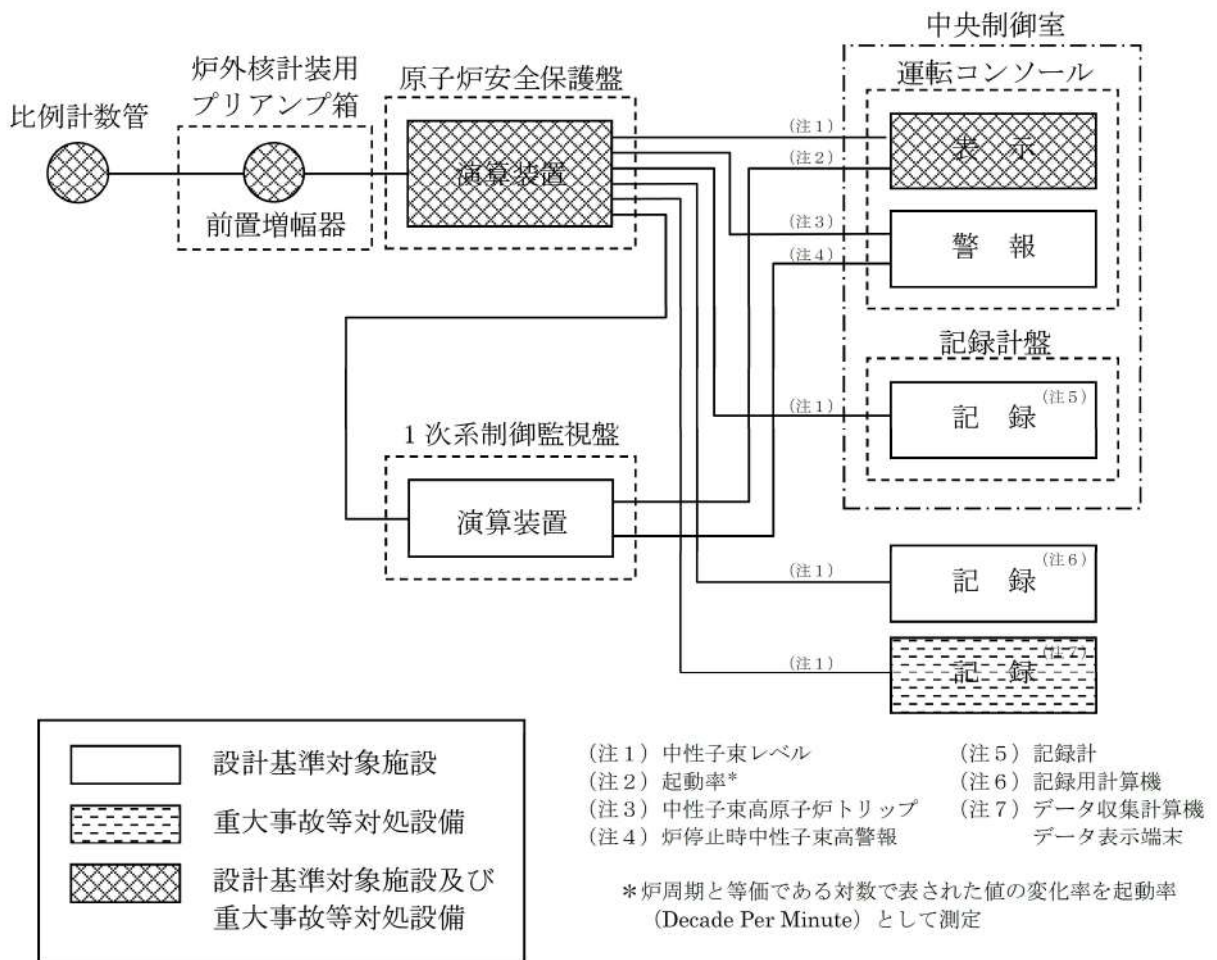 中央制御室
炉外核計装用
プリアンプ箱
原子炉安全保護盤
運転コンソール
比例計数管
前置増幅器
演算装置
(注1)
(注2)
表 示
(注3)
(注4)
警 報
記録計盤
(注1)
記 録
(注5)
1次系制御監視盤
演算装置
(注1)
記 録
(注6)
(注1)
記 録
(注7)
設計基準対象施設
重大事故等対処設備
設計基準対象施設及び
重大事故等対処設備
(注1)中性子束レベル
(注2)起動率*
(注3)中性子束高原子炉トリップ
(注4)炉停止時中性子束高警報
(注5)記録計
(注6)記録用計算機
(注7)データ収集計算機
データ表示端末
*炉周期と等価である対数で表された値の変化率を起動率
(Decade Per Minute)として測定